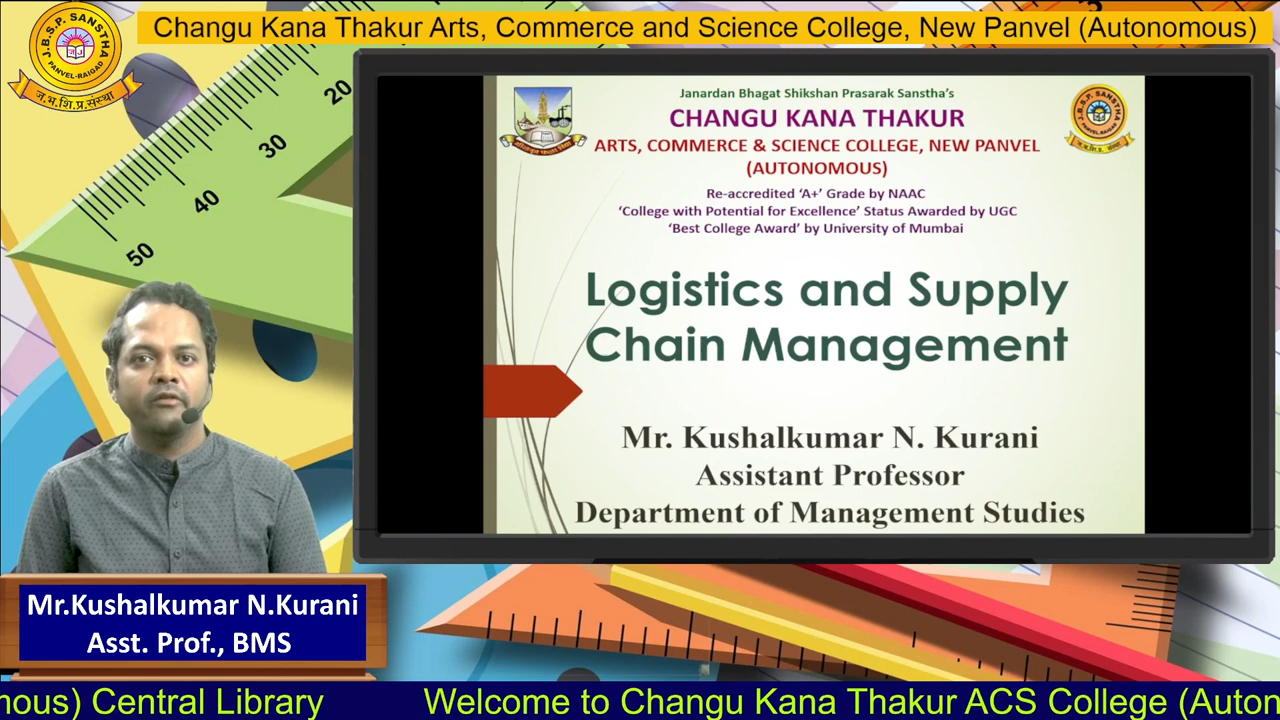 Changu Kana Thakur Arts, Commerce and Science College, New Panvel (Autonomous)
J.B.S.P. SANSTHA
PANVEL-RAIGAD
ज.भ.शि.प्र.संस्था
20
30
40
50
3
Janardan Bhagat Shikshan Prasarak Sanstha's
CHANGU KANA THAKUR
ARTS, COMMERCE & SCIENCE COLLEGE, NEW PANVEL
(AUTONOMOUS)
Re-accredited 'A+' Grade by NAAC
'College with Potential for Excellence' Status Awarded by UGC
'Best College Award' by University of Mumbai
J.B.S.P. SANSTHA
Logistics and Supply
Chain Management
Mr. Kushalkumar N. Kurani
Assistant Professor
Department of Management Studies
Mr.Kushalkumar N.Kurani
Asst. Prof., BMS
mous) Central Library Welcome to Changu Kana Thakur ACS College (Auton